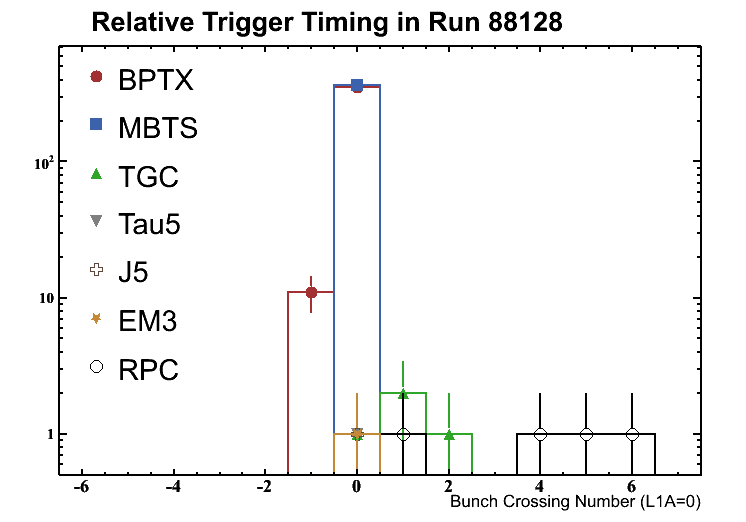 Relative Trigger Timing in Run 88128
BPTX
MBTS
TGC
Tau5
J5
EM3
RPC
10²
10
1
-6 -4 -2 0 2 4 6
Bunch Crossing Number (L1A=0)